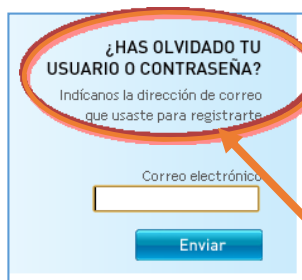 ¿HAS OLVIDADO TU
USUARIO O CONTRASEÑA?
Indícanos la dirección de correo
que usaste para registrarte
Correo electrónico
Enviar